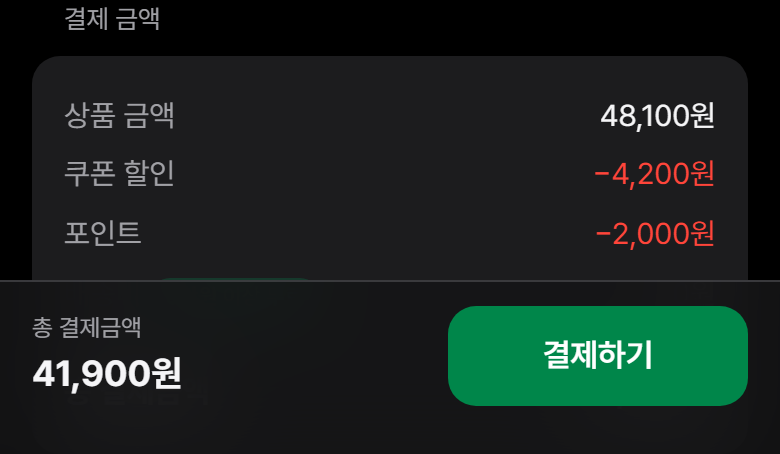 결제 금액
상품 금액 48,100원
쿠폰 할인 −4,200원
포인트 −2,000원
총 결제금액
41,900원
결제하기